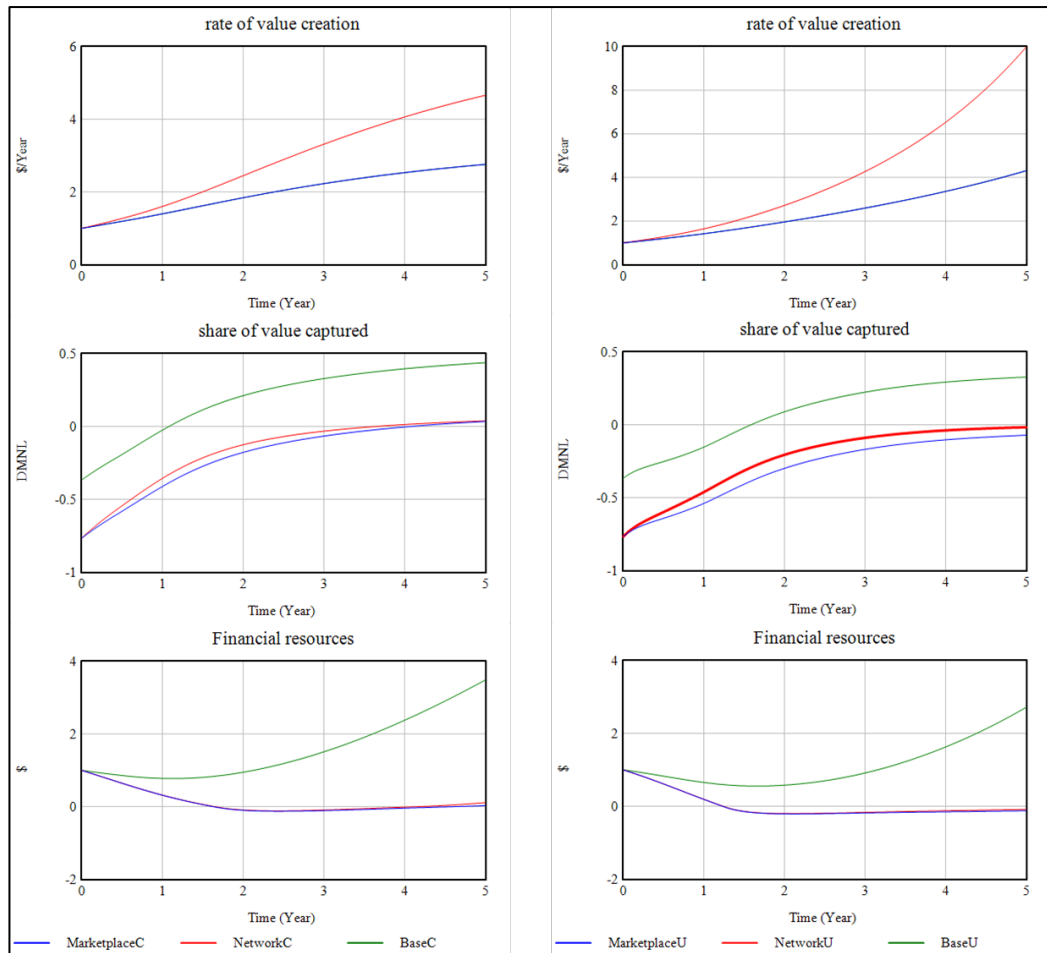 rate of value creation
6
4
2
0
$/Year
0 1 2 3 4 5
Time (Year)
share of value captured
0.5
0
-0.5
-1
DMNL
0 1 2 3 4 5
Time (Year)
Financial resources
4
2
0
-2
$
0 1 2 3 4 5
Time (Year)
MarketplaceC NetworkC BaseC
rate of value creation
10
8
6
4
2
0
$/Year
0 1 2 3 4 5
Time (Year)
share of value captured
0.5
0
-0.5
-1
DMNL
0 1 2 3 4 5
Time (Year)
Financial resources
4
2
0
-2
$
0 1 2 3 4 5
Time (Year)
MarketplaceU NetworkU BaseU